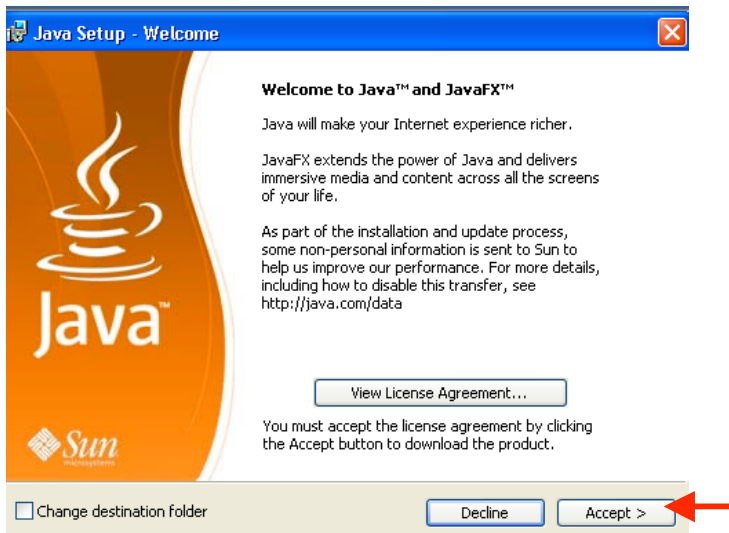 Java Setup - Welcome
Welcome to Java™ and JavaFX™
Java will make your Internet experience richer.
JavaFX extends the power of Java and delivers
immersive media and content across all the screens
of your life.
As part of the installation and update process,
some non-personal information is sent to Sun to
help us improve our performance. For more details,
including how to disable this transfer, see
http://java.com/data
Java™
View License Agreement...
You must accept the license agreement by clicking
the Accept button to download the product.
Sun
microsystems
Change destination folder
Decline
Accept >